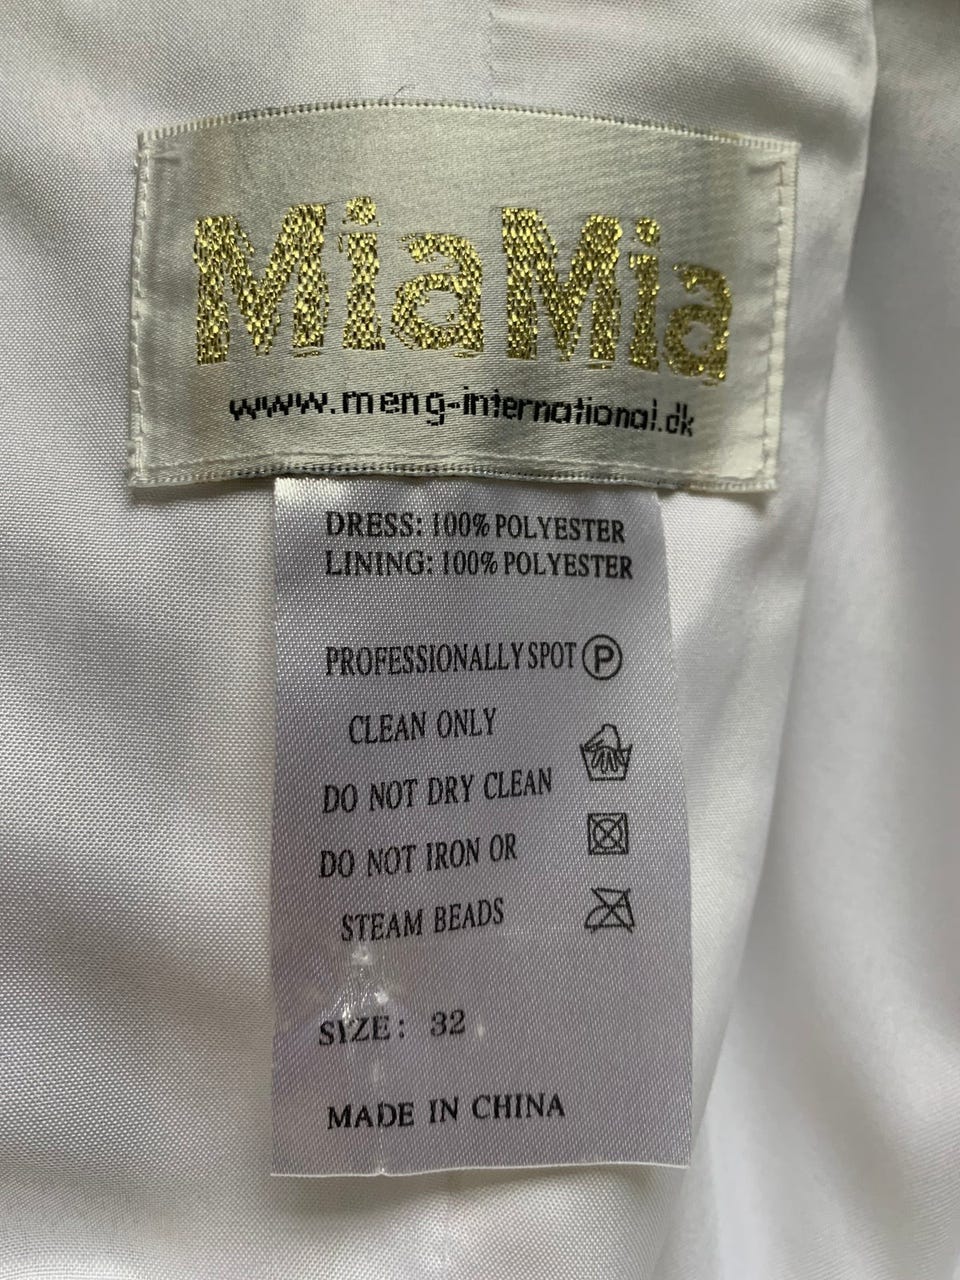 MiaMia
www.meng-international.dk
DRESS: 100% POLYESTER
LINING: 100% POLYESTER
PROFESSIONALLY SPOT P
CLEAN ONLY
DO NOT DRY CLEAN
DO NOT IRON OR
STEAM BEADS
SIZE: 32
MADE IN CHINA